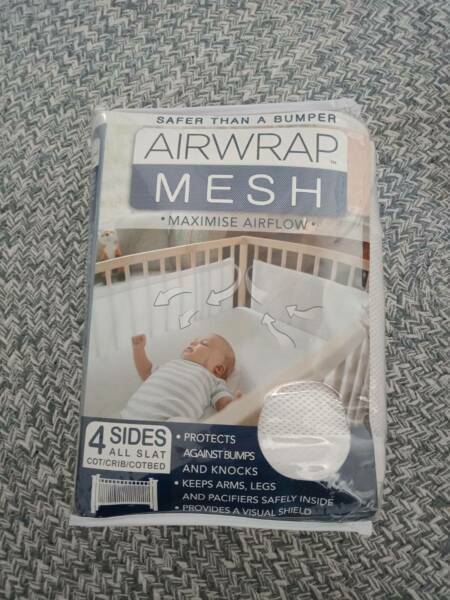 SAFER THAN A BUMPER
AIRWRAP™
MESH
•MAXIMISE AIRFLOW•
4 SIDES
ALL SLAT
COT/CRIB/COTBED
• PROTECTS
AGAINST BUMPS
AND KNOCKS
• KEEPS ARMS, LEGS
AND PACIFIERS SAFELY INSIDE
• PROVIDES A VISUAL SHIELD